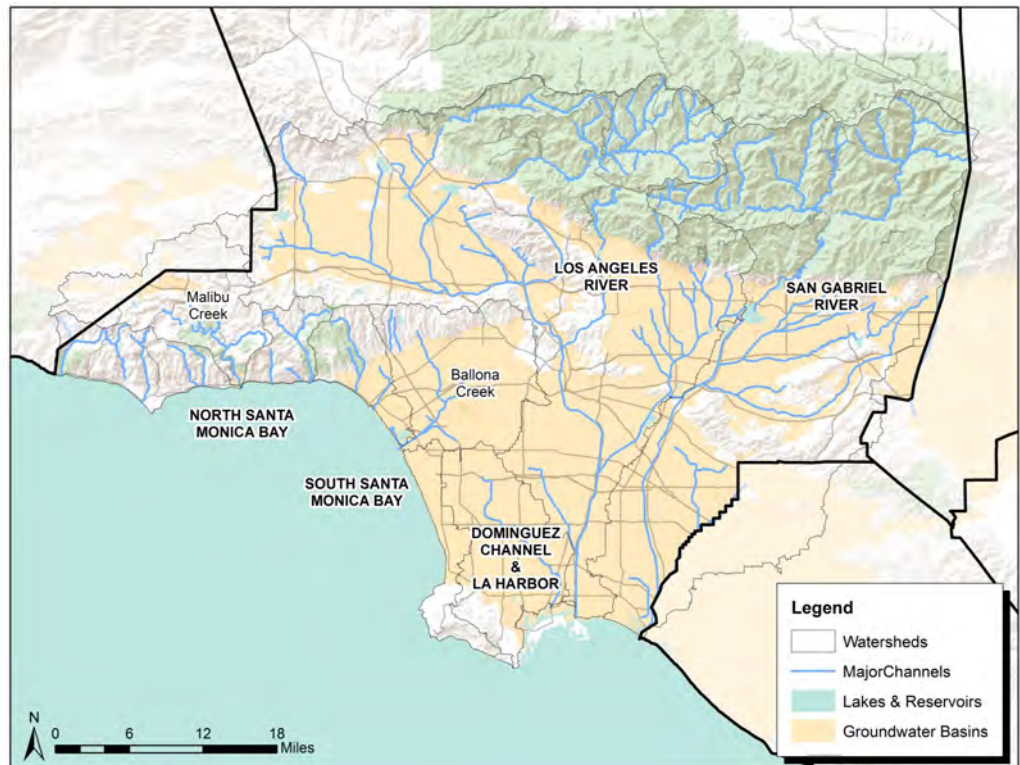 LOS ANGELES
RIVER
SAN GABRIEL
RIVER
Malibu
Creek
Ballona
Creek
NORTH SANTA
MONICA BAY
SOUTH SANTA
MONICA BAY
DOMINGUEZ
CHANNEL
&
LA HARBOR
Legend
Watersheds
MajorChannels
Lakes & Reservoirs
Groundwater Basins
N
0 6 12 18
Miles